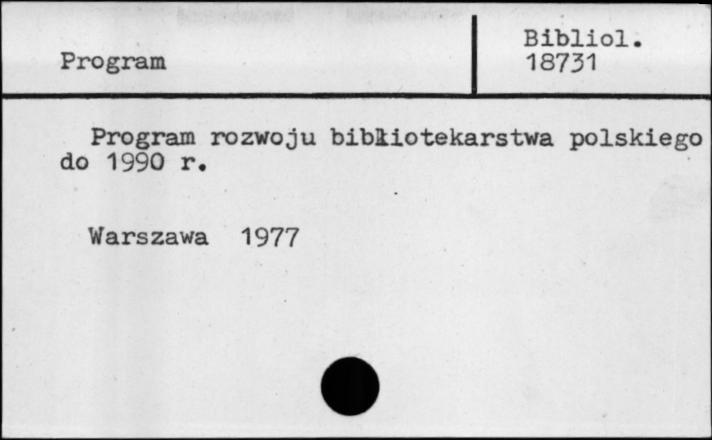 Program
Bibliol.
18731
Program rozwoju bibliotekarstwa polskiego
do 1990 r.
Warszawa 1977